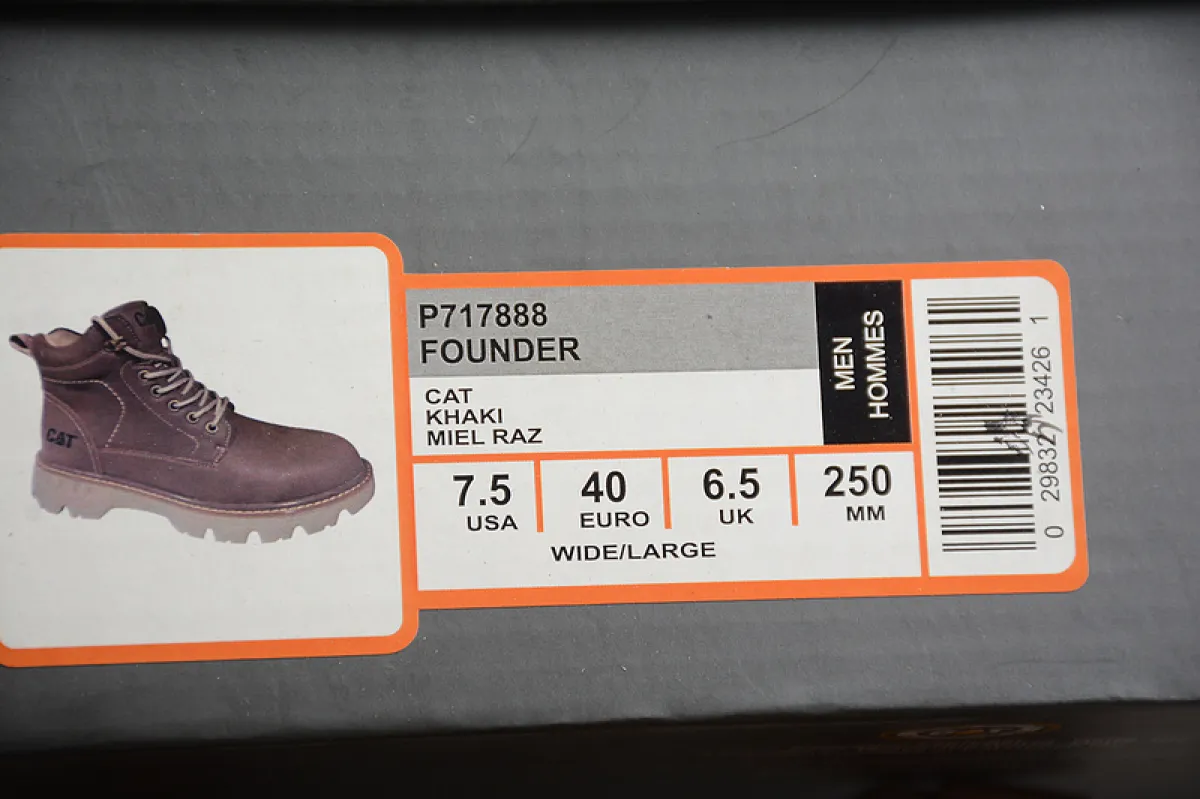 CAT
P717888
FOUNDER
CAT
KHAKI
MIEL RAZ
MEN
HOMMES
7.5
USA
40
EURO
6.5
UK
250
MM
WIDE/LARGE
0 29832 23426 1